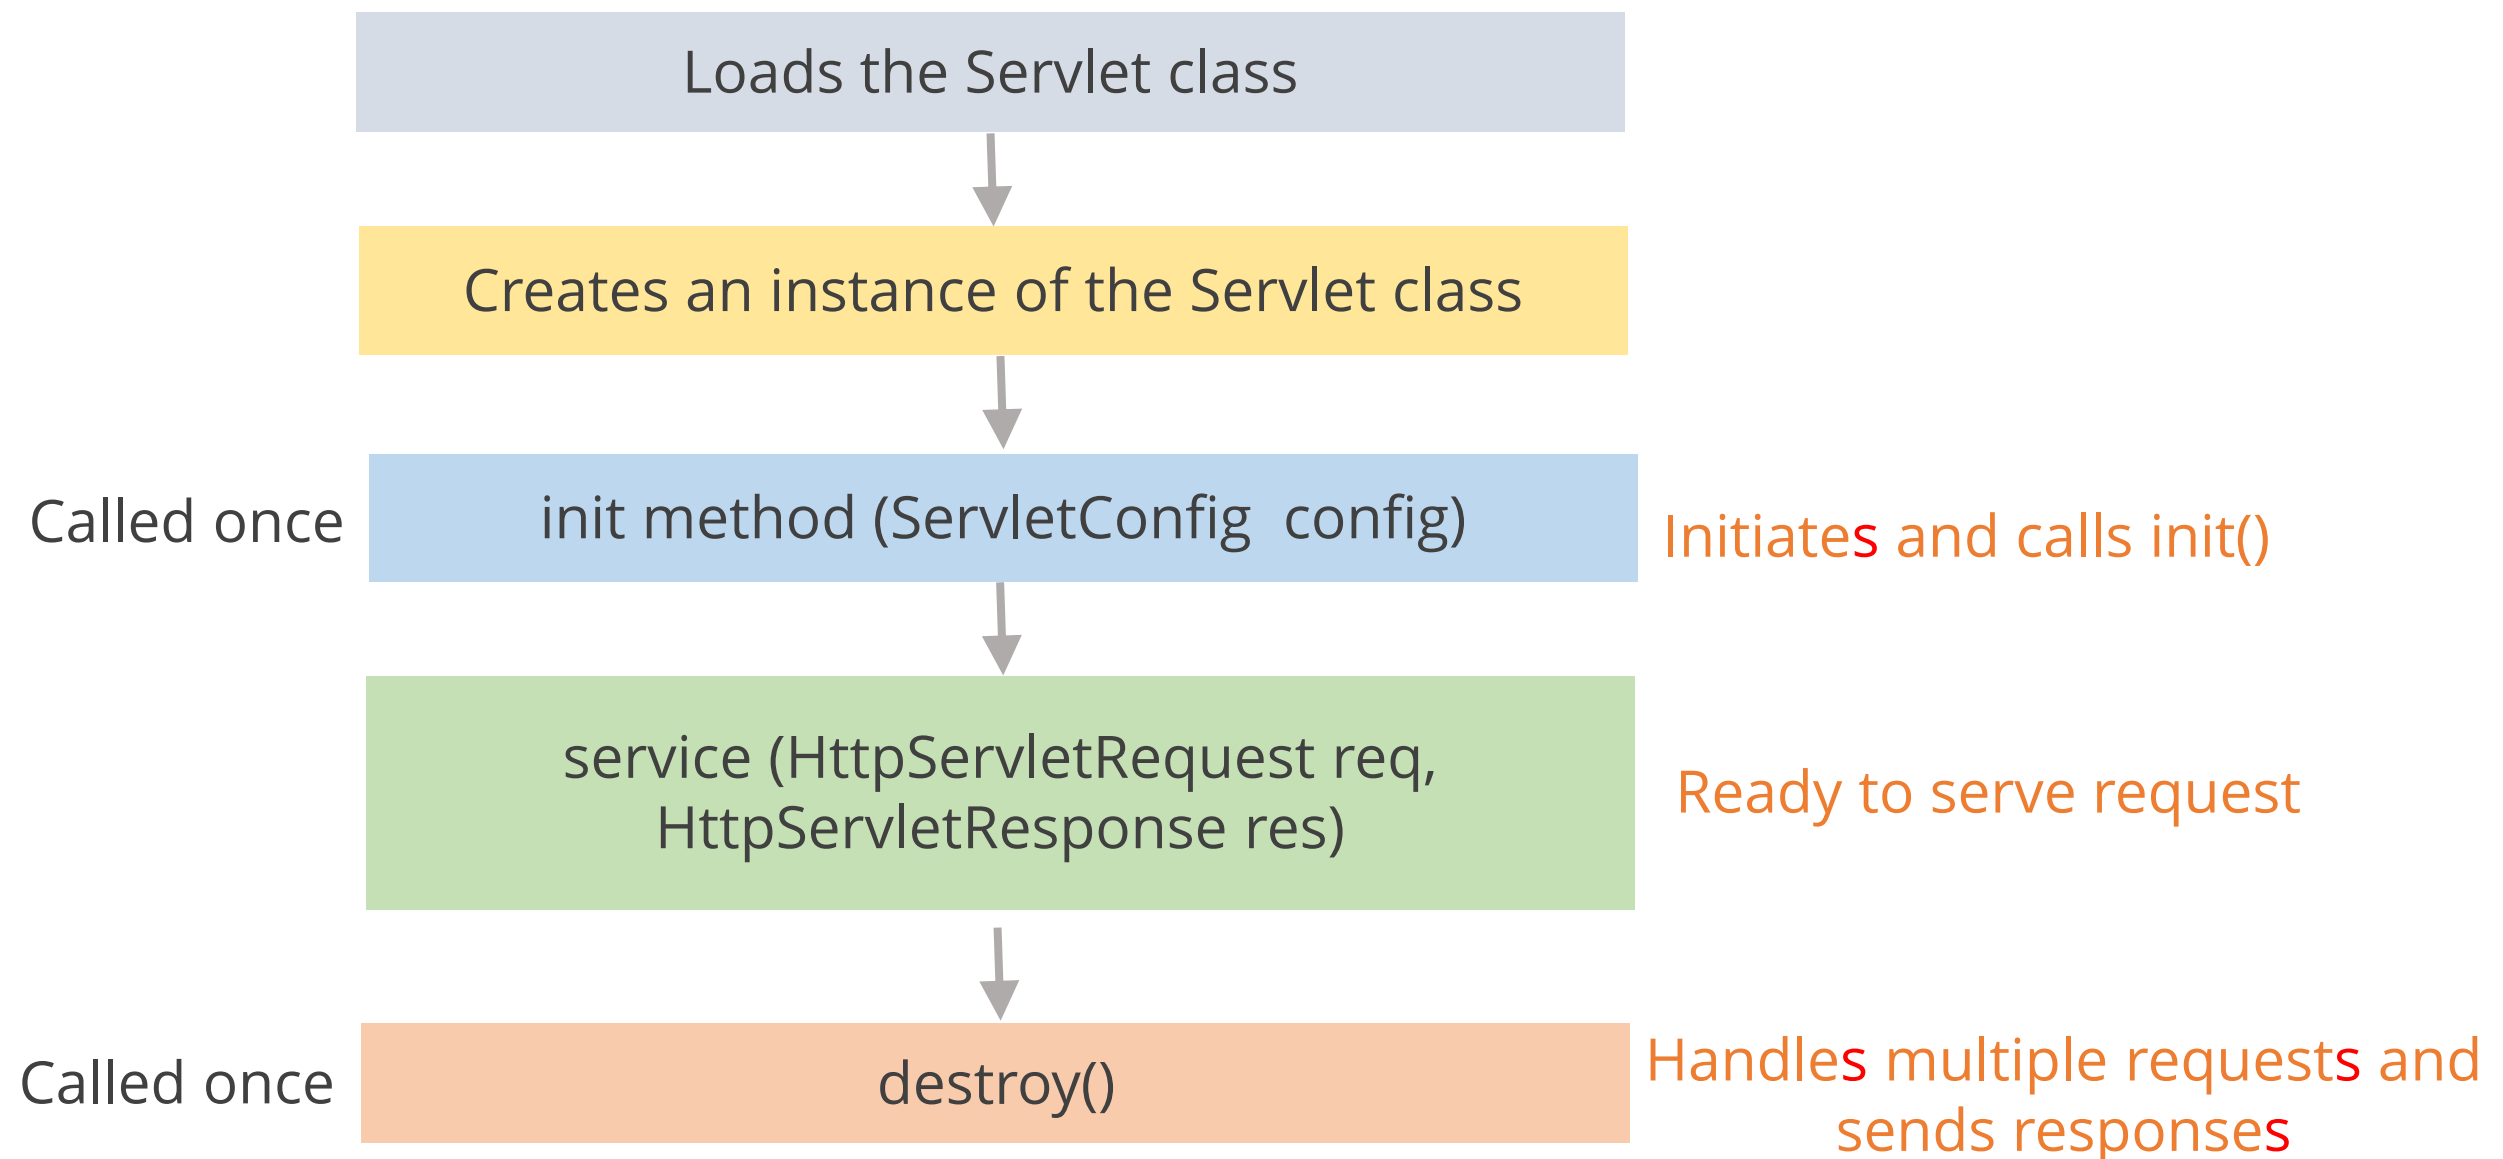 Loads the Servlet class
Creates an instance of the Servlet class
Called once
init method (ServletConfig config)
Initiates and calls init()
service (HttpServletRequest req,
HttpServletResponse res)
Ready to serve request
Called once
destroy()
Handles multiple requests and
sends responses